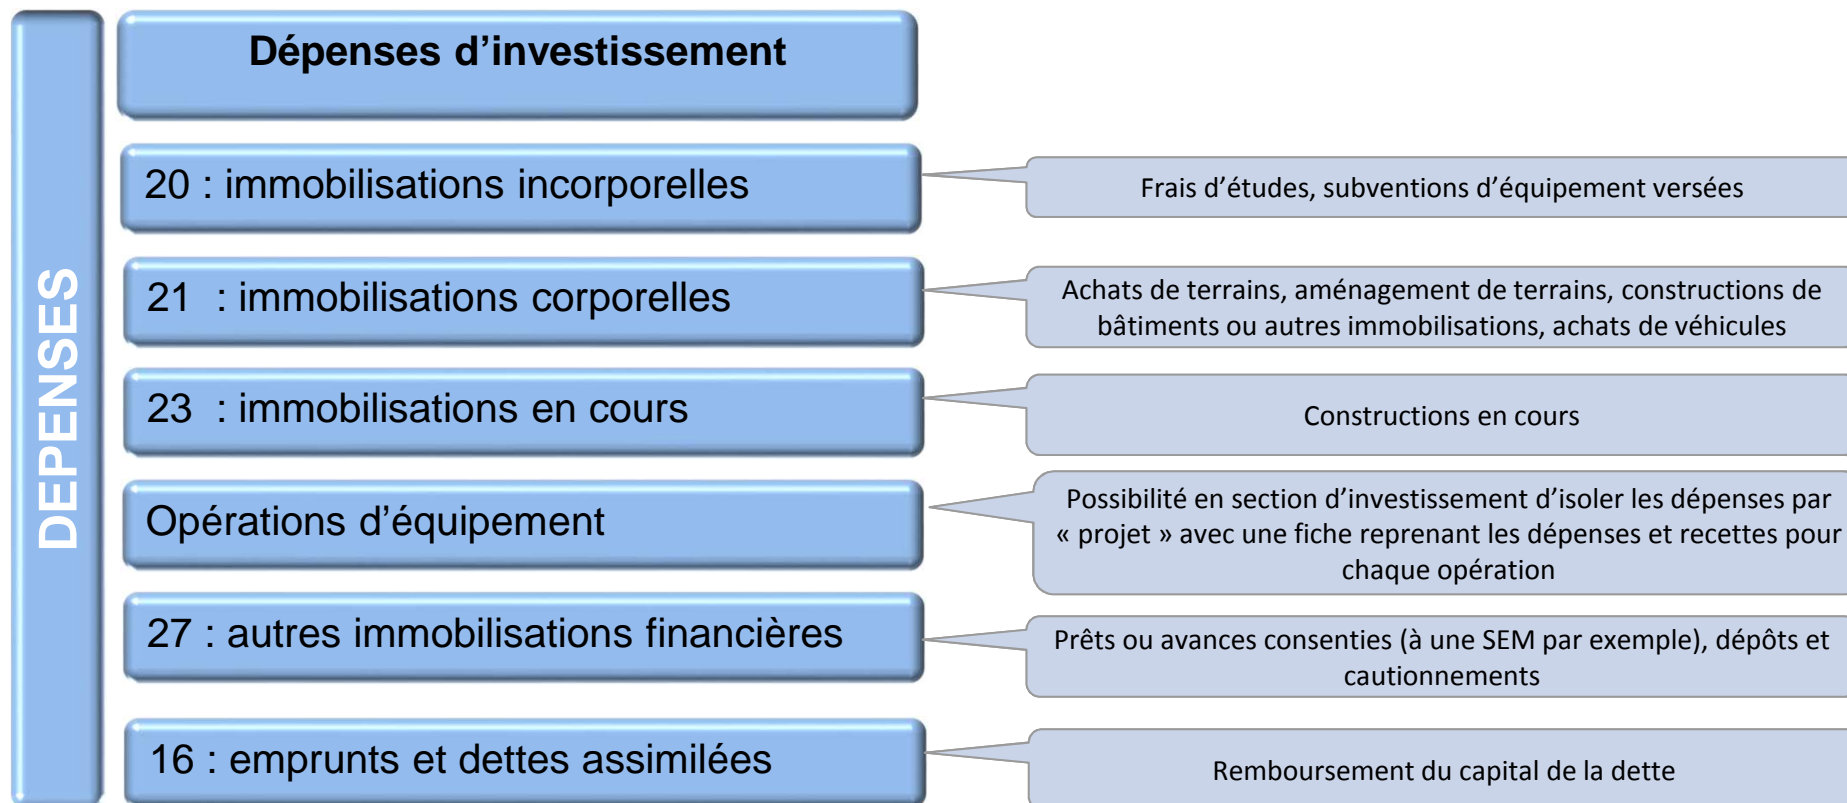 DEPENSES
Dépenses d’investissement
20 : immobilisations incorporelles
Frais d’études, subventions d’équipement versées
21 : immobilisations corporelles
Achats de terrains, aménagement de terrains, constructions de
bâtiments ou autres immobilisations, achats de véhicules
23 : immobilisations en cours
Constructions en cours
Opérations d’équipement
Possibilité en section d’investissement d’isoler les dépenses par
« projet » avec une fiche reprenant les dépenses et recettes pour
chaque opération
27 : autres immobilisations financières
Prêts ou avances consenties (à une SEM par exemple), dépôts et
cautionnements
16 : emprunts et dettes assimilées
Remboursement du capital de la dette